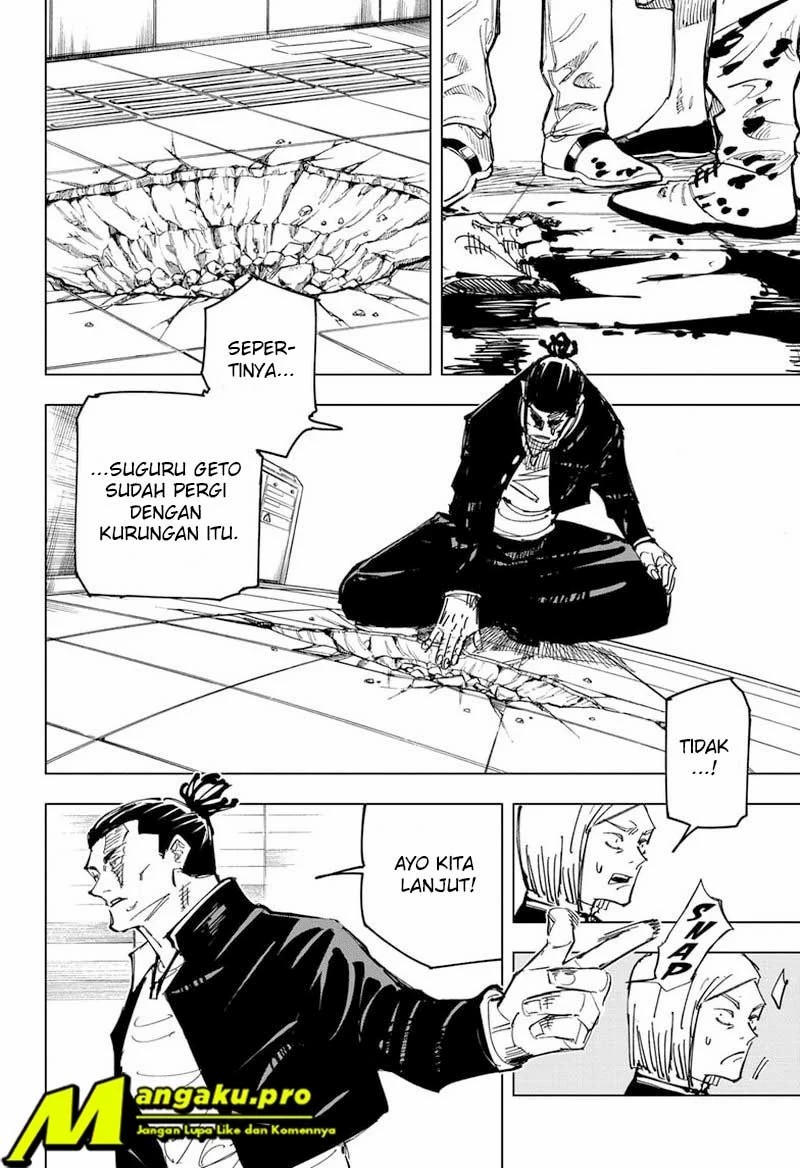 SEPER-
TINYA...
...SUGURU GETO
SUDAH PERGI
DENGAN
KURUNGAN ITU.
TIDAK
...!
AYO KITA
LANJUT!
SNAP
Mangaku.pro
Jangan Lupa Like dan Komennya